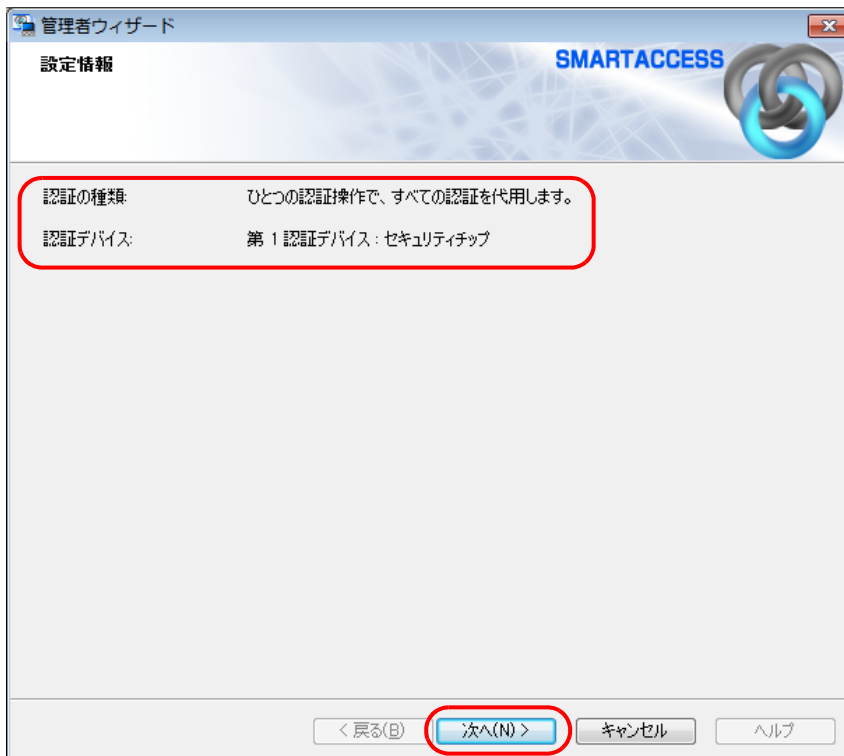 管理者ウィザード
設定情報
SMARTACCESS
認証の種類: ひとつの認証操作で、すべての認証を代用します。
認証デバイス: 第 1 認証デバイス : セキュリティチップ
< 戻る(B) 次へ(N) > キャンセル ヘルプ